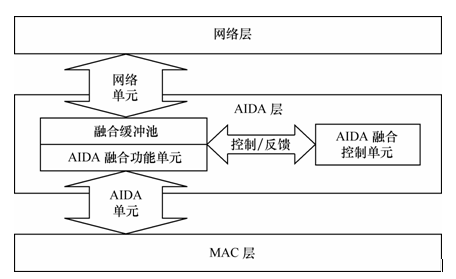 网络层
网络
单元
AIDA 层
融合缓冲池
AIDA 融合功能单元
控制/反馈
AIDA 融合
控制单元
AIDA
单元
MAC 层